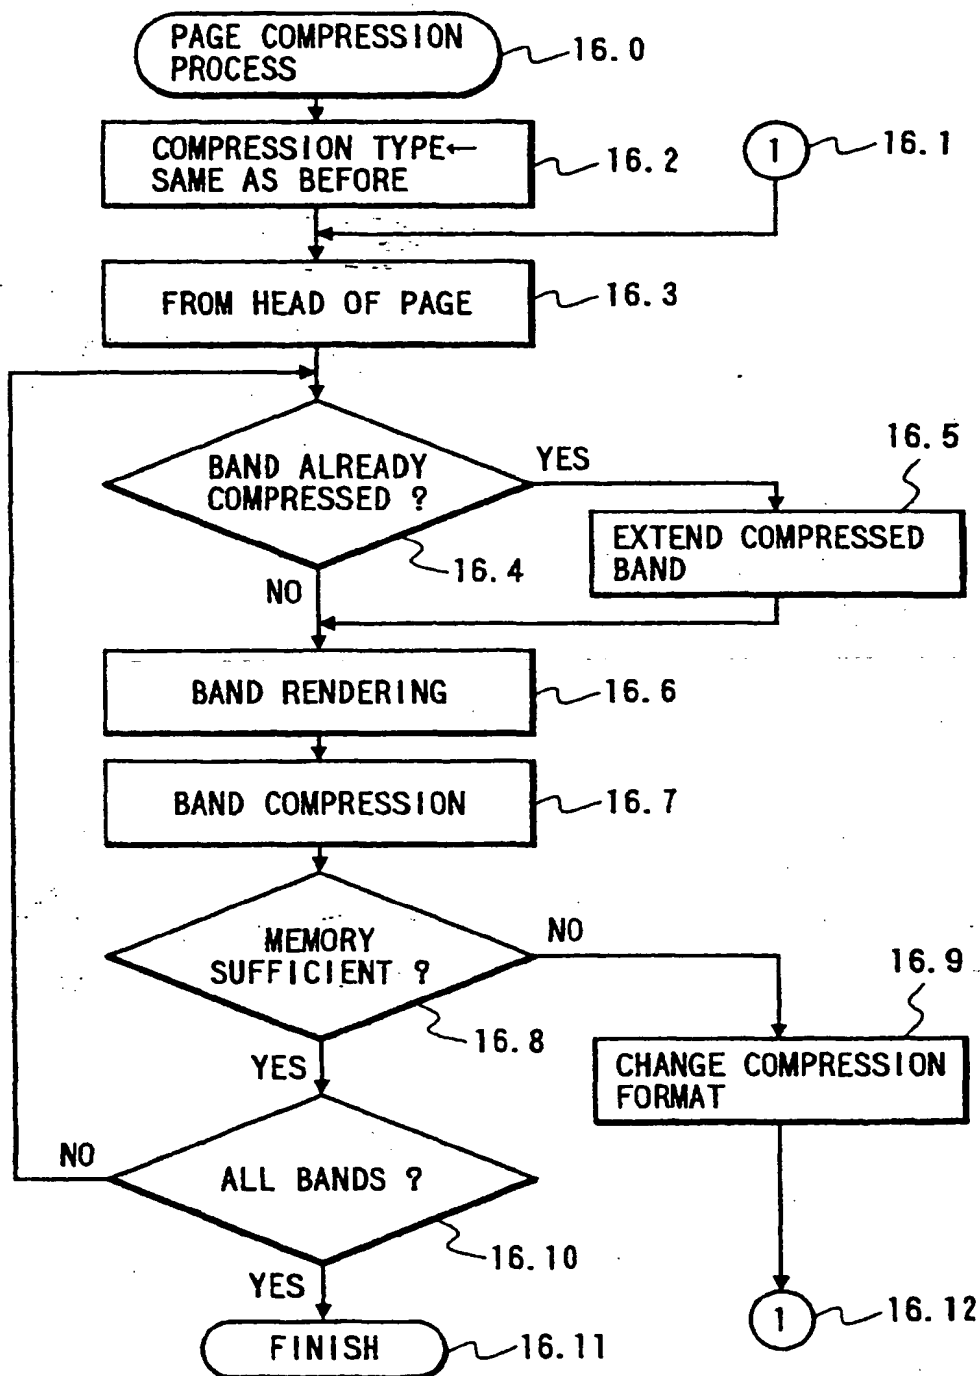 PAGE COMPRESSION
PROCESS
16.0
COMPRESSION TYPE←
SAME AS BEFORE
16.2
1
16.1
FROM HEAD OF PAGE
16.3
BAND ALREADY
COMPRESSED ?
YES
16.4
NO
16.5
EXTEND COMPRESSED
BAND
BAND RENDERING
16.6
BAND COMPRESSION
16.7
MEMORY
SUFFICIENT ?
NO
16.8
YES
16.9
CHANGE COMPRESSION
FORMAT
NO
ALL BANDS ?
16.10
YES
1
16.12
FINISH
16.11